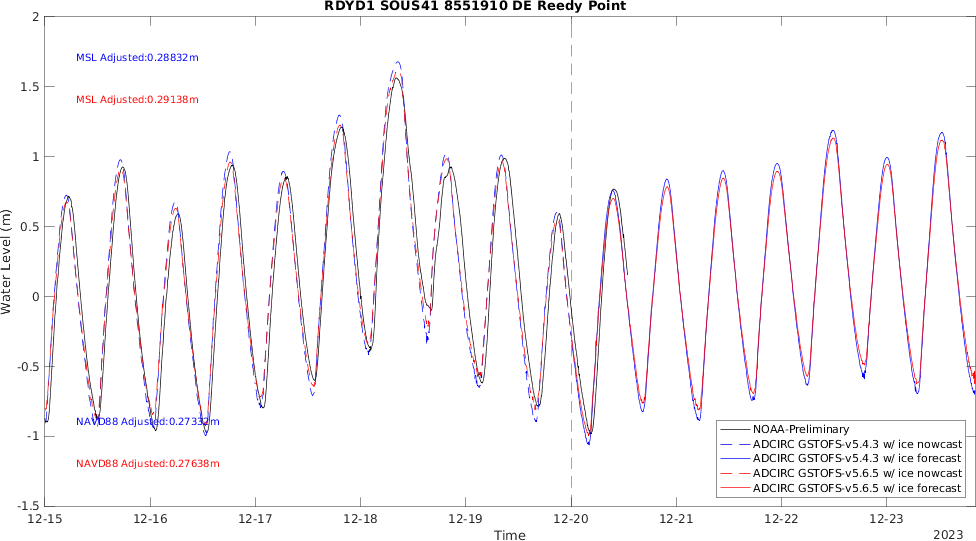 RDYD1 SOUS41 8551910 DE Reedy Point
2
1.5
1
0.5
0
-0.5
-1
-1.5
Water Level (m)
MSL Adjusted:0.28832m
MSL Adjusted:0.29138m
NAVD88 Adjusted:0.27332m
NAVD88 Adjusted:0.27638m
NOAA-Preliminary
ADCIRC GSTOFS-v5.4.3 w/ ice nowcast
ADCIRC GSTOFS-v5.4.3 w/ ice forecast
ADCIRC GSTOFS-v5.6.5 w/ ice nowcast
ADCIRC GSTOFS-v5.6.5 w/ ice forecast
12-15 12-16 12-17 12-18 12-19 12-20 12-21 12-22 12-23
Time
2023